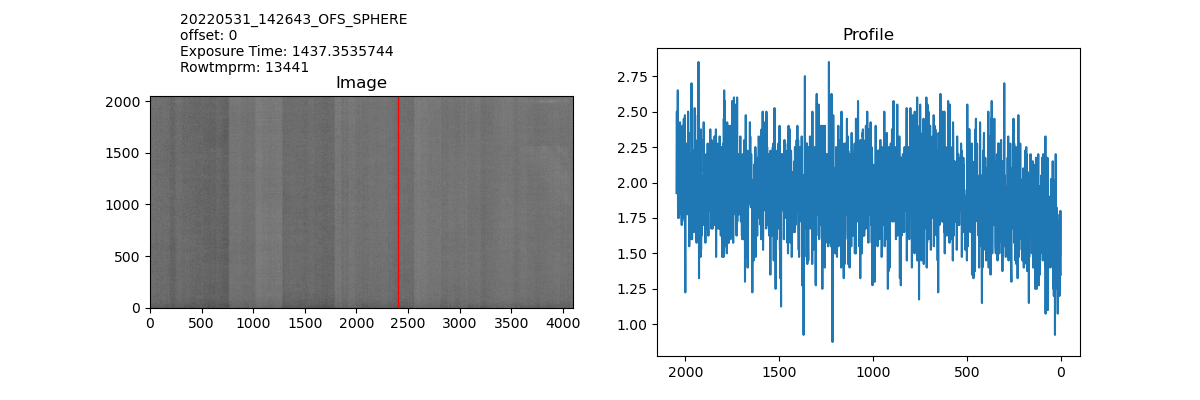 20220531_142643_OFS_SPHERE
offset: 0
Exposure Time: 1437.3535744
Rowtmprm: 13441
Image
2000
1500
1000
500
0
0 500 1000 1500 2000 2500 3000 3500 4000
Profile
2.75
2.50
2.25
2.00
1.75
1.50
1.25
1.00
2000 1500 1000 500 0